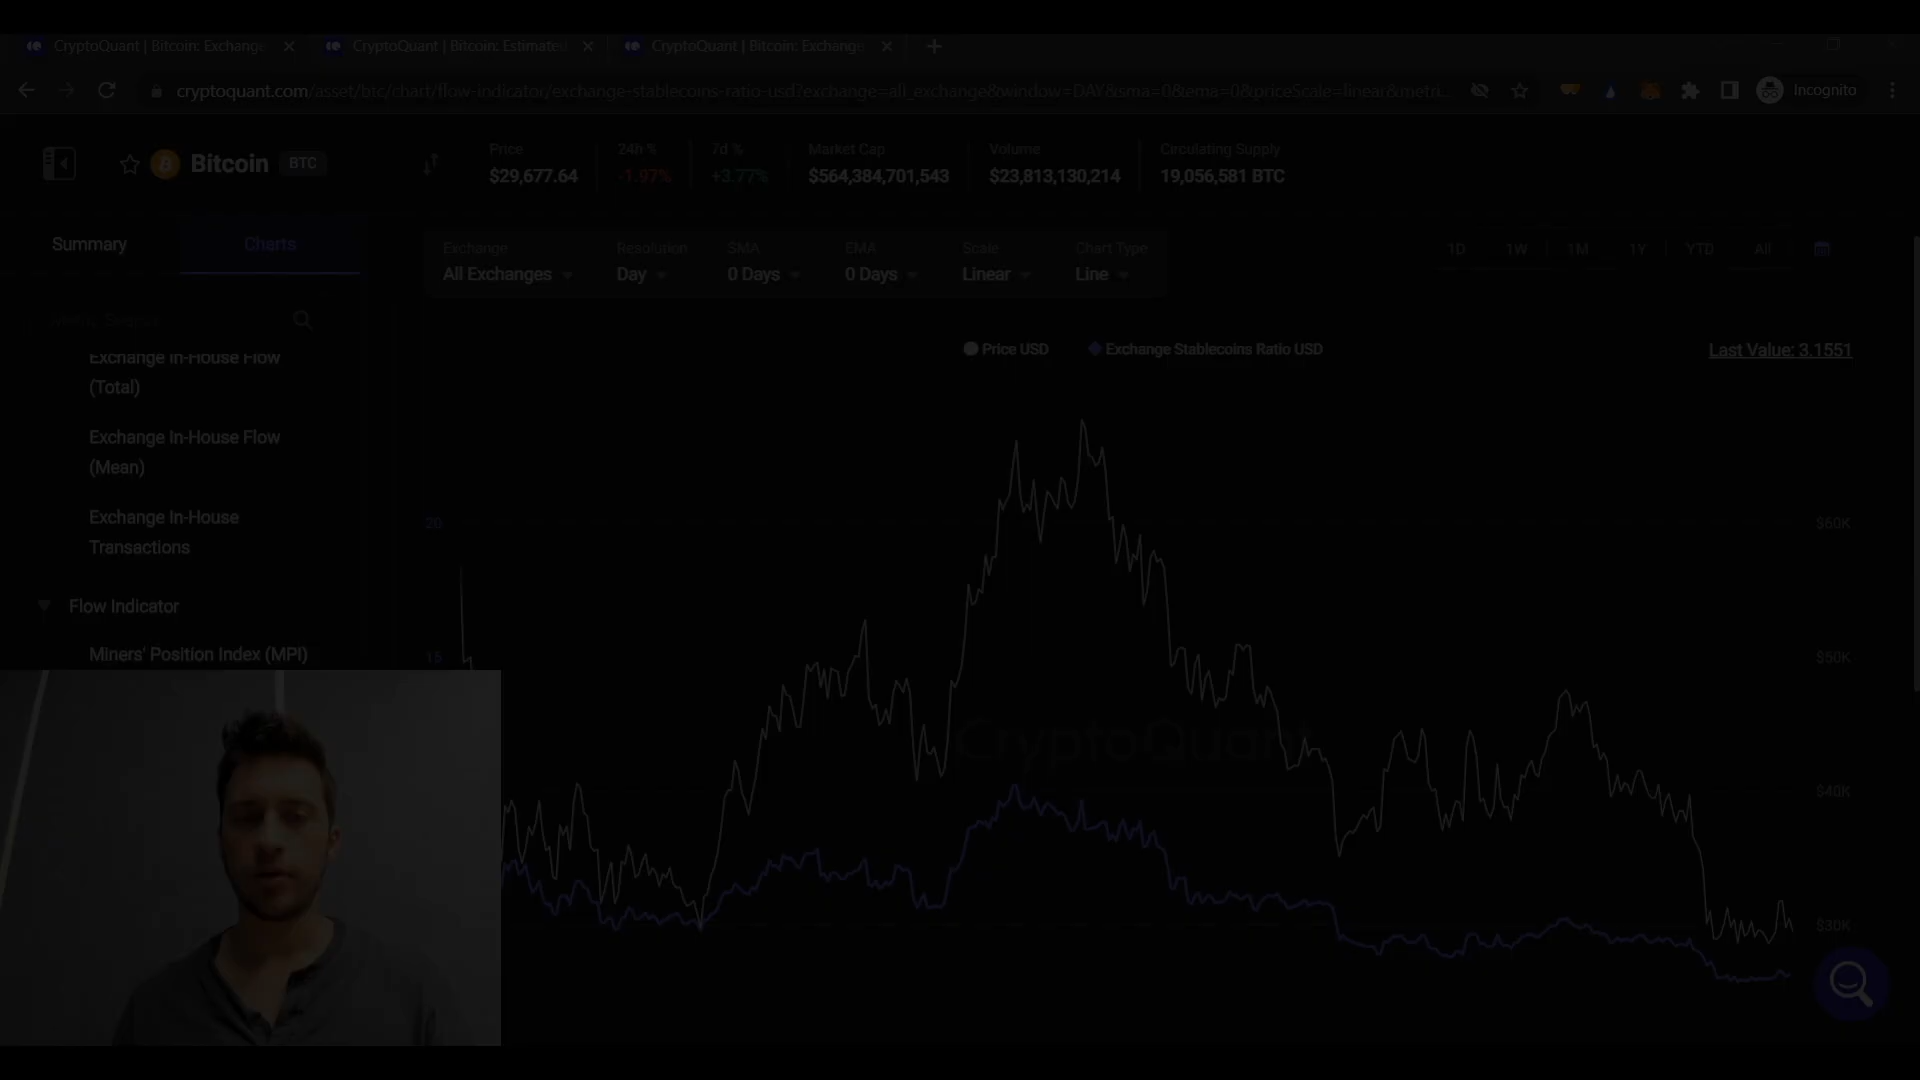 CryptoQuant | Bitcoin: Exchange
CryptoQuant | Bitcoin: Estimated
CryptoQuant | Bitcoin: Exchange
cryptoquant.com/asset/btc/chart/flow-indicator/exchange-stablecoins-ratio-usd?exchange=all_exchange&window=DAY&sma=0&ema=0&priceScale=linear&metri...
Incognito
Bitcoin BTC
Price
$29,677.64
24h %
-1.97%
7d %
+3.77%
Market Cap
$564,384,701,543
Volume
$23,813,130,214
Circulating Supply
19,056,581 BTC
Summary
Charts
Metric Search
Exchange In-House Flow
(Total)
Exchange In-House Flow
(Mean)
Exchange In-House
Transactions
Flow Indicator
Miners' Position Index (MPI)
Exchange
All Exchanges
Resolution
Day
SMA
0 Days
EMA
0 Days
Scale
Linear
Chart Type
Line
1D 1W 1M 1Y YTD All
Price USD
Exchange Stablecoins Ratio USD
Last Value: 3.1551
20
15
CryptoQuant
$60K
$50K
$40K
$30K